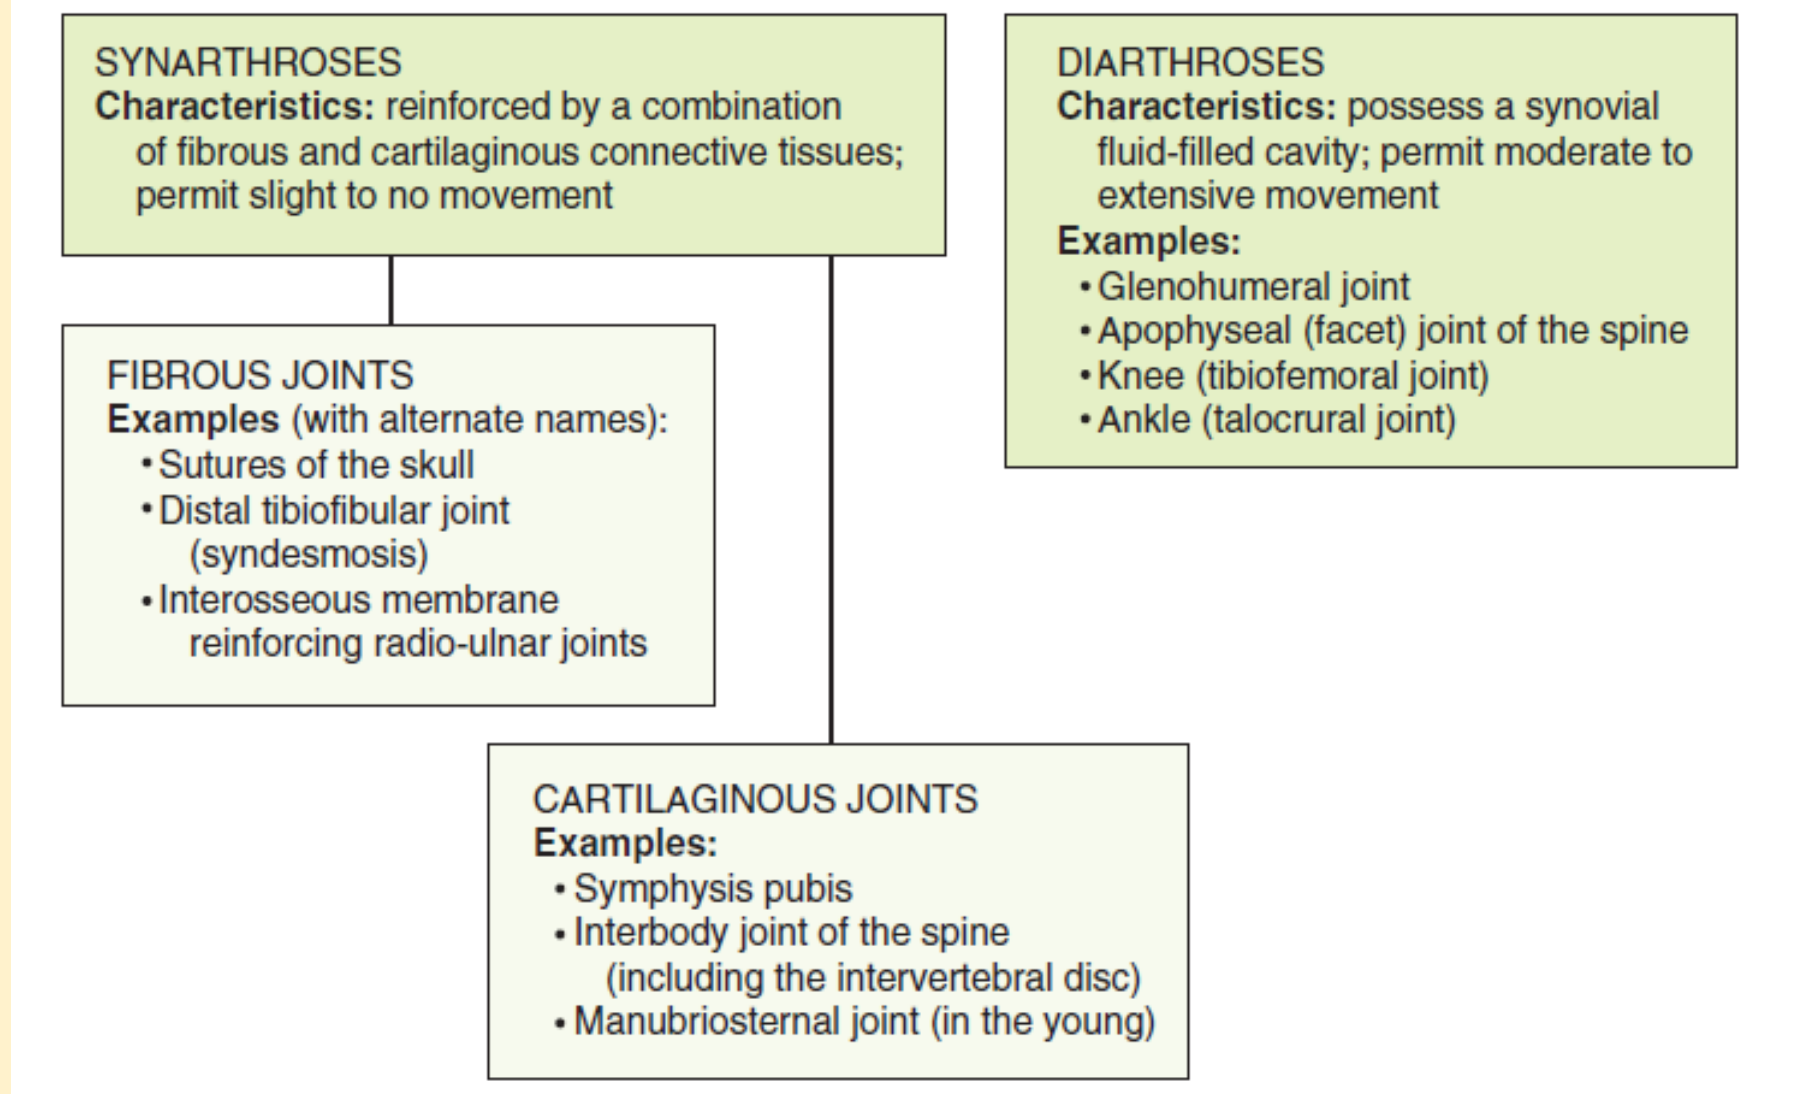 SYNARTHROSES
Characteristics: reinforced by a combination
of fibrous and cartilaginous connective tissues;
permit slight to no movement
DIARTHROSES
Characteristics: possess a synovial
fluid-filled cavity; permit moderate to
extensive movement
Examples:
• Glenohumeral joint
• Apophyseal (facet) joint of the spine
• Knee (tibiofemoral joint)
• Ankle (talocrural joint)
FIBROUS JOINTS
Examples (with alternate names):
• Sutures of the skull
• Distal tibiofibular joint
(syndesmosis)
• Interosseous membrane
reinforcing radio-ulnar joints
CARTILAGINOUS JOINTS
Examples:
• Symphysis pubis
• Interbody joint of the spine
(including the intervertebral disc)
• Manubriosternal joint (in the young)